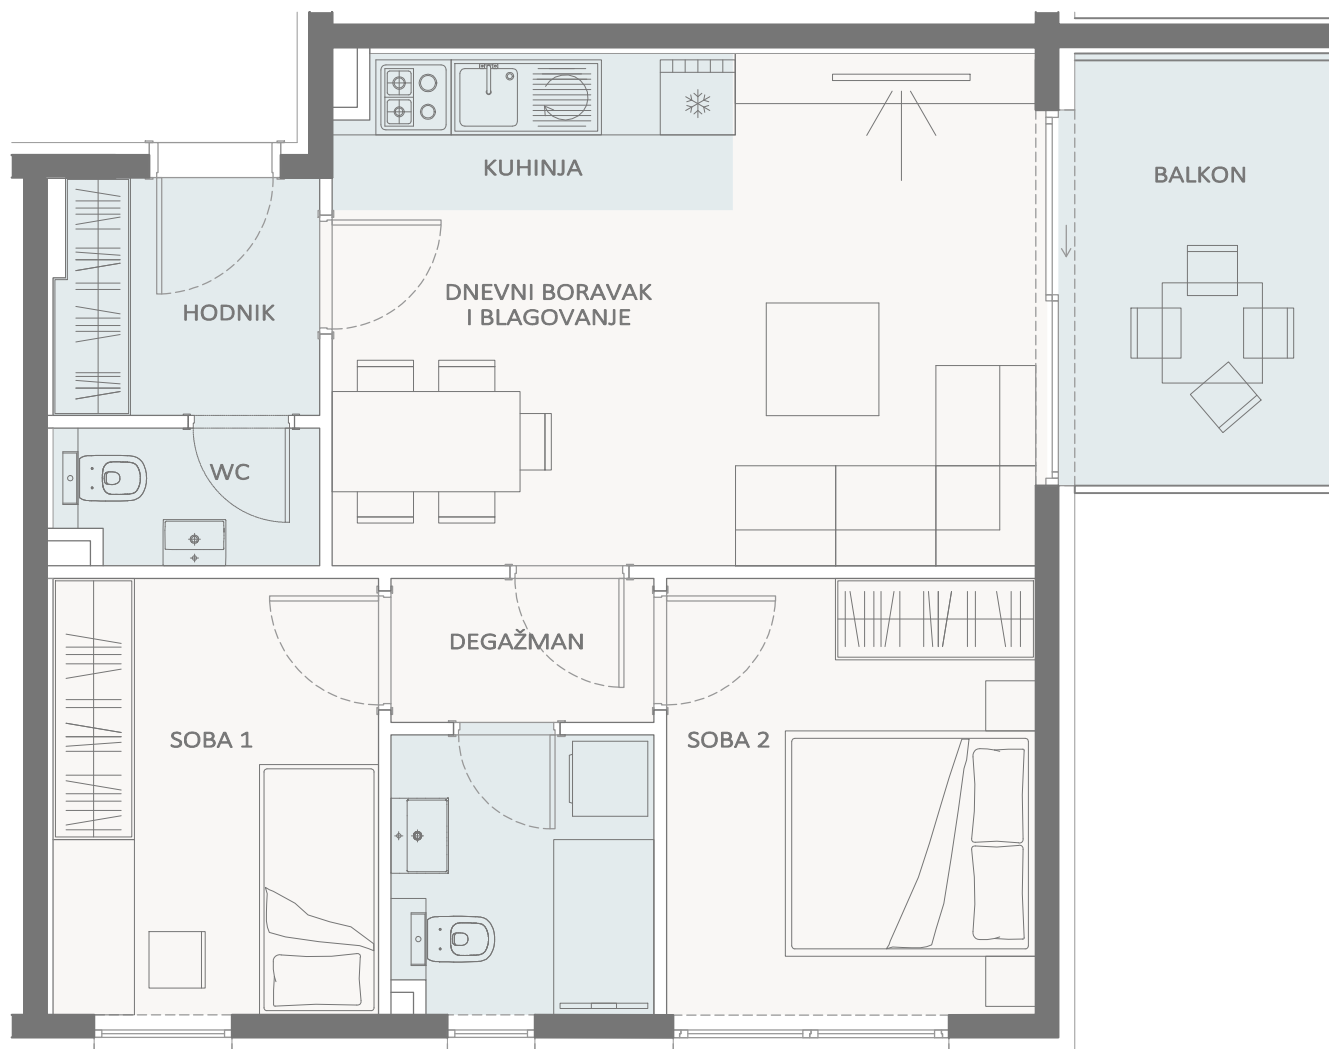 KUHINJA
BALKON
DNEVNI BORAVAK
I BLAGOVANJE
HODNIK
WC
DEGAŽMAN
SOBA 1
SOBA 2